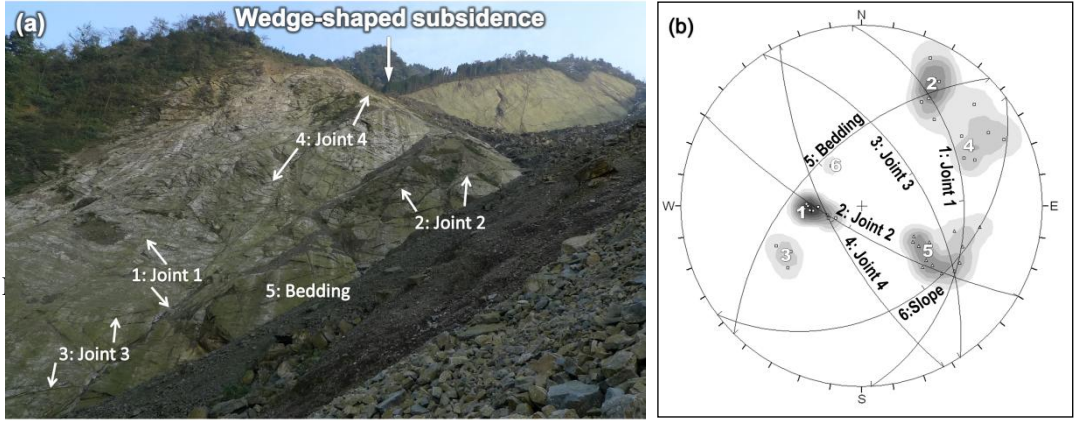 (a)
Wedge-shaped subsidence
4: Joint 4
2: Joint 2
1: Joint 1
5: Bedding
3: Joint 3
(b)
N
2
4
5: Bedding
3: Joint 3
1: Joint 1
6
W
1
E
2: Joint 2
3
4: Joint 4
5
6:Slope
S